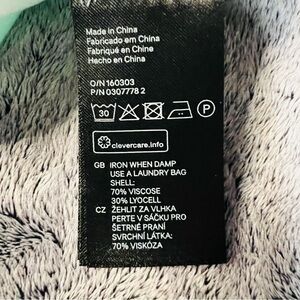 Made in China
Fabricado em China
Fabriqué en Chine
Hecho en China
O/N 160303
P/N 0307778 2
30
P
clevercare.info
GB IRON WHEN DAMP
USE A LAUNDRY BAG
SHELL:
70% VISCOSE
30% LYOCELL
CZ ŽEHLIT ZA VLHKA
PERTE V SÁČKU PRO
ŠETRNÉ PRANÍ
SVRCHNÍ LÁTKA:
70% VISKÓZA